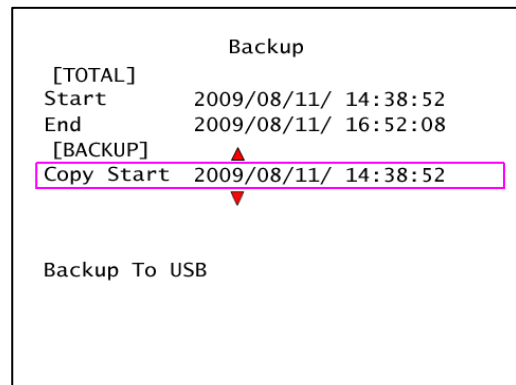 Backup
[TOTAL]
Start 2009/08/11/ 14:38:52
End 2009/08/11/ 16:52:08
[BACKUP]
Copy Start 2009/08/11/ 14:38:52
Backup To USB